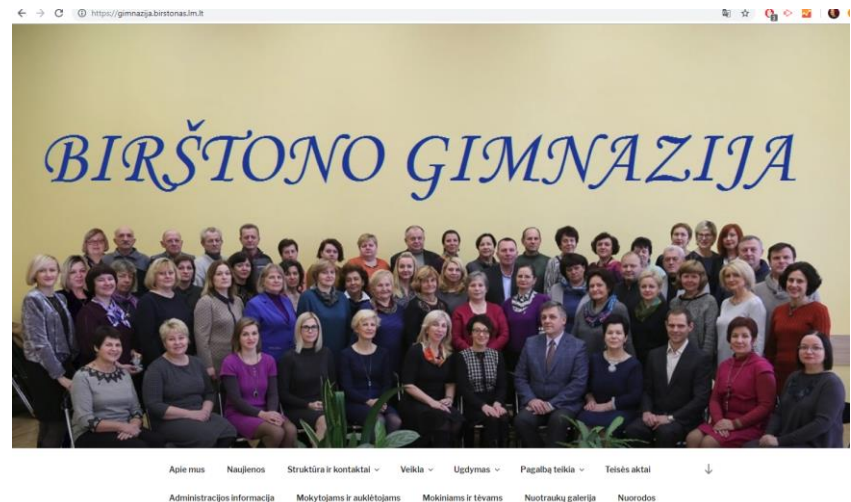 https://gimnazija.birstonas.lm.lt
BIRŠTONO GIMNAZIJA
Apie mus Naujienos Struktūra ir kontaktai Veikla Ugdymas Pagalbą teikia Teisės aktai
Administracijos informacija Mokytojams ir auklėtojams Mokiniams ir tėvams Nuotraukų galerija Nuorodos